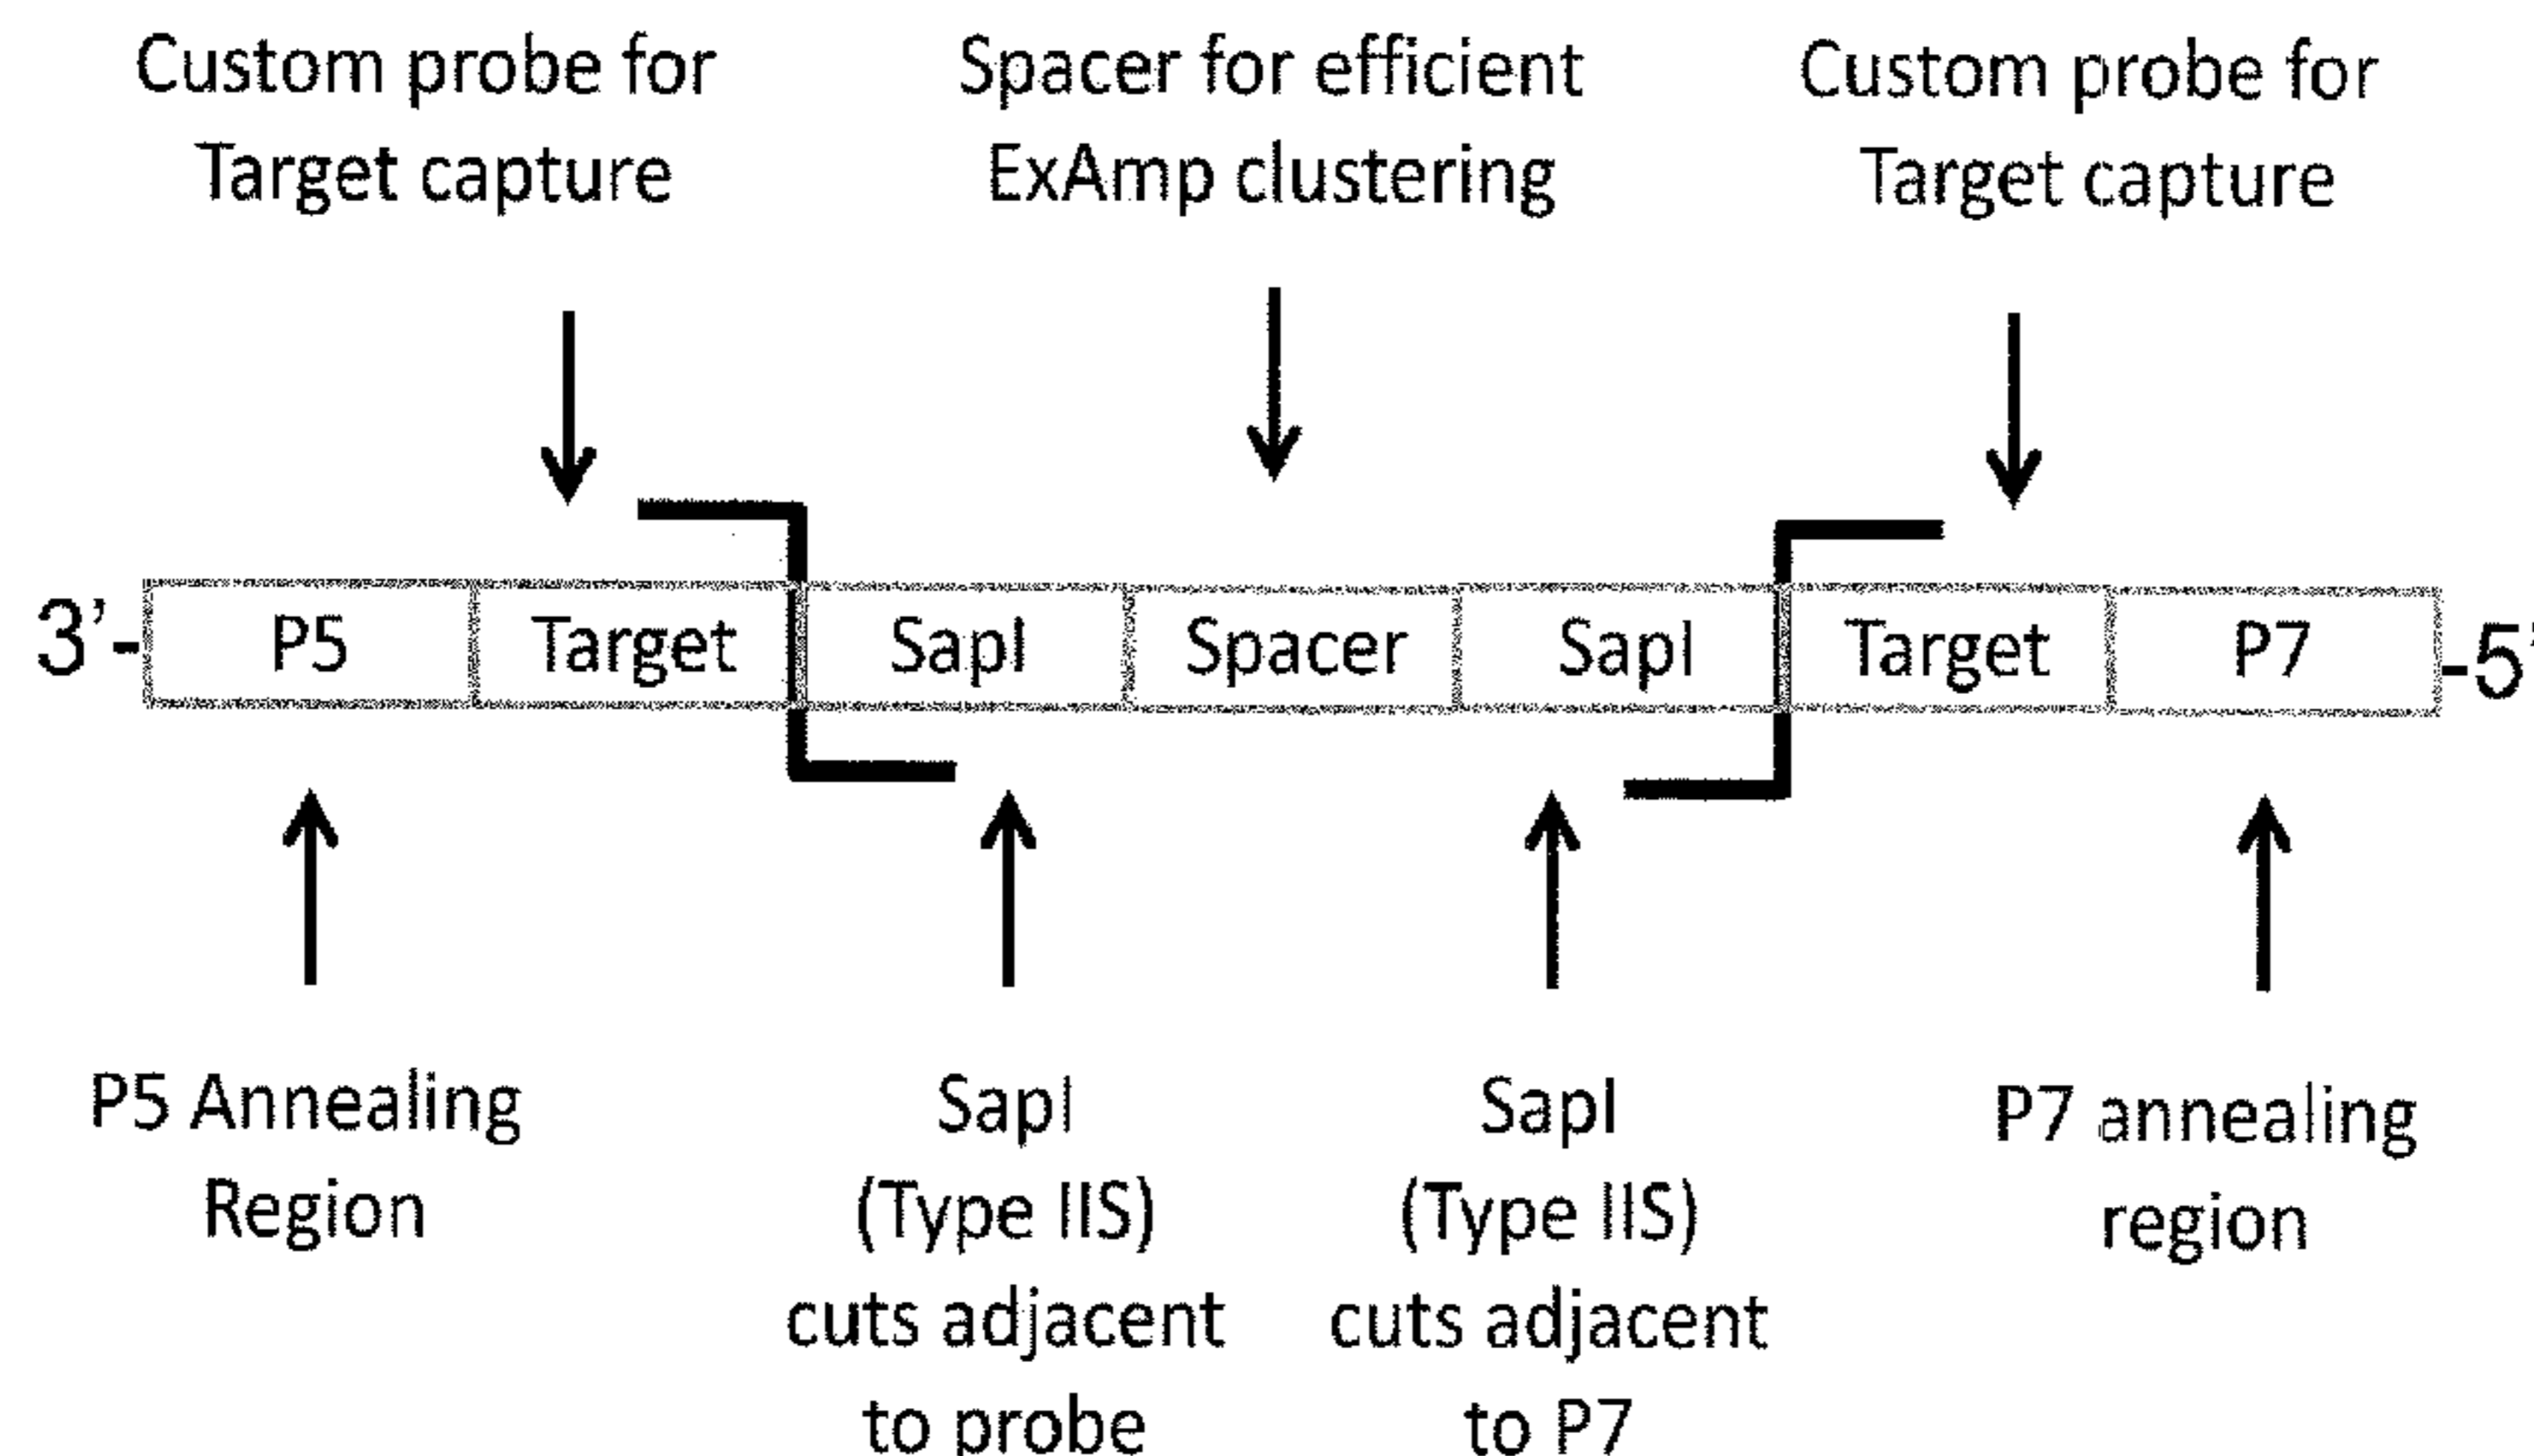 Custom probe for
Target capture
Spacer for efficient
ExAmp clustering
Custom probe for
Target capture
3'- P5 Target SapI Spacer SapI Target P7 -5'
P5 Annealing
Region
SapI
(Type IIS)
cuts adjacent
to probe
SapI
(Type IIS)
cuts adjacent
to P7
P7 annealing
region